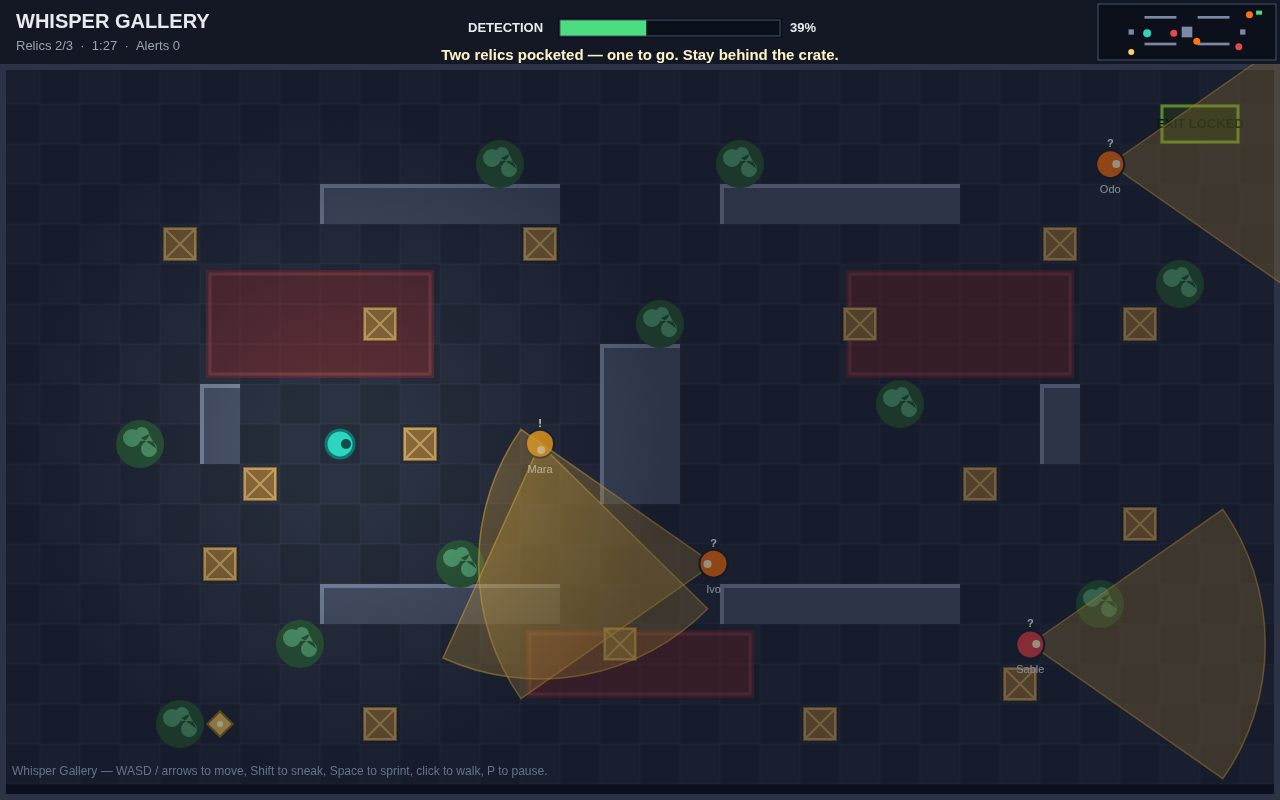 WHISPER GALLERY
Relics 2/3 · 1:27 · Alerts 0
DETECTION 39%
Two relics pocketed — one to go. Stay behind the crate.
EXIT LOCKED
?
Odo
!
Mara
?
Ivo
?
Sable
Whisper Gallery — WASD / arrows to move, Shift to sneak, Space to sprint, click to walk, P to pause.